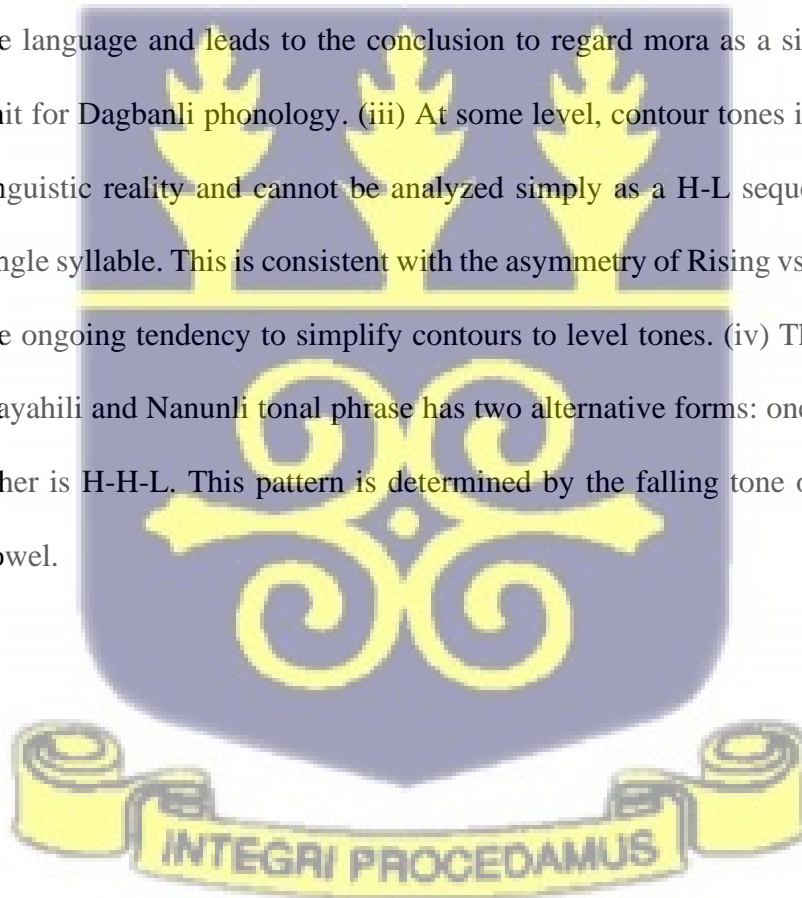 e language and leads to the conclusion to regard mora as a si
nit for Dagbanli phonology. (iii) At some level, contour tones i
nguistic reality and cannot be analyzed simply as a H-L sequ
ngle syllable. This is consistent with the asymmetry of Rising vs
e ongoing tendency to simplify contours to level tones. (iv) Th
ayahili and Nanunli tonal phrase has two alternative forms: one
her is H-H-L. This pattern is determined by the falling tone o
owel.
INTEGRI PROCEDAMUS